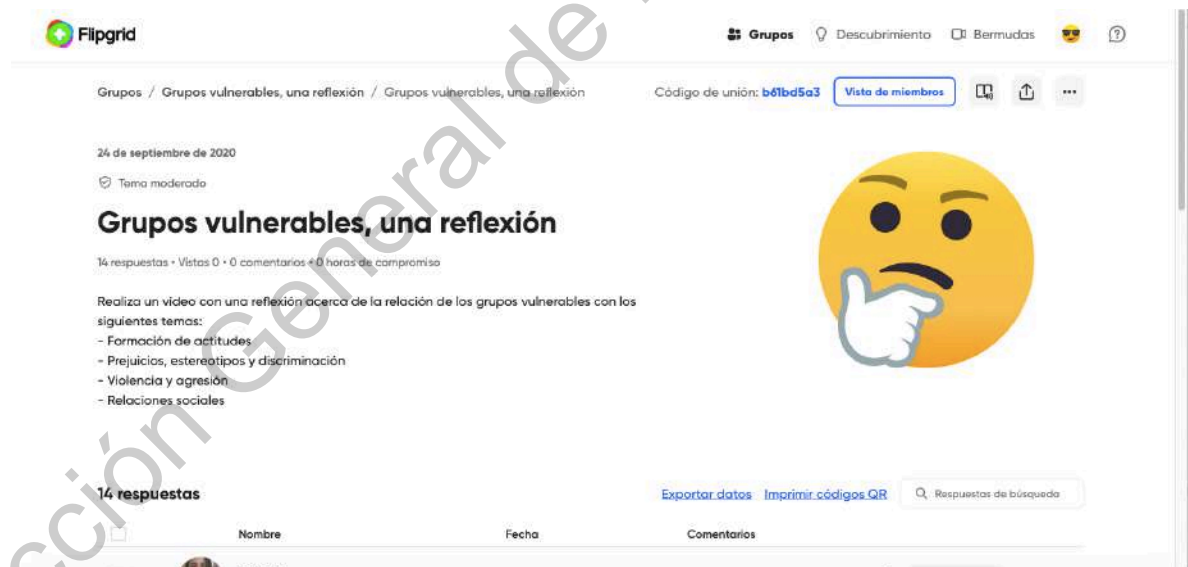 Flipgrid
Grupos Descubrimiento Bermudas
Grupos / Grupos vulnerables, una reflexión / Grupos vulnerables, una reflexión
Código de unión: b61bd5a3 Vista de miembros
24 de septiembre de 2020
Tema moderado
Grupos vulnerables, una reflexión
14 respuestas • Vistas 0 • 0 comentarios • 0 horas de compromiso
Realiza un video con una reflexión acerca de la relación de los grupos vulnerables con los
siguientes temas:
- Formación de actitudes
- Prejuicios, estereotipos y discriminación
- Violencia y agresión
- Relaciones sociales
14 respuestas
Exportar datos Imprimir códigos QR Respuestas de búsqueda
Nombre Fecha Comentarios
cción General de